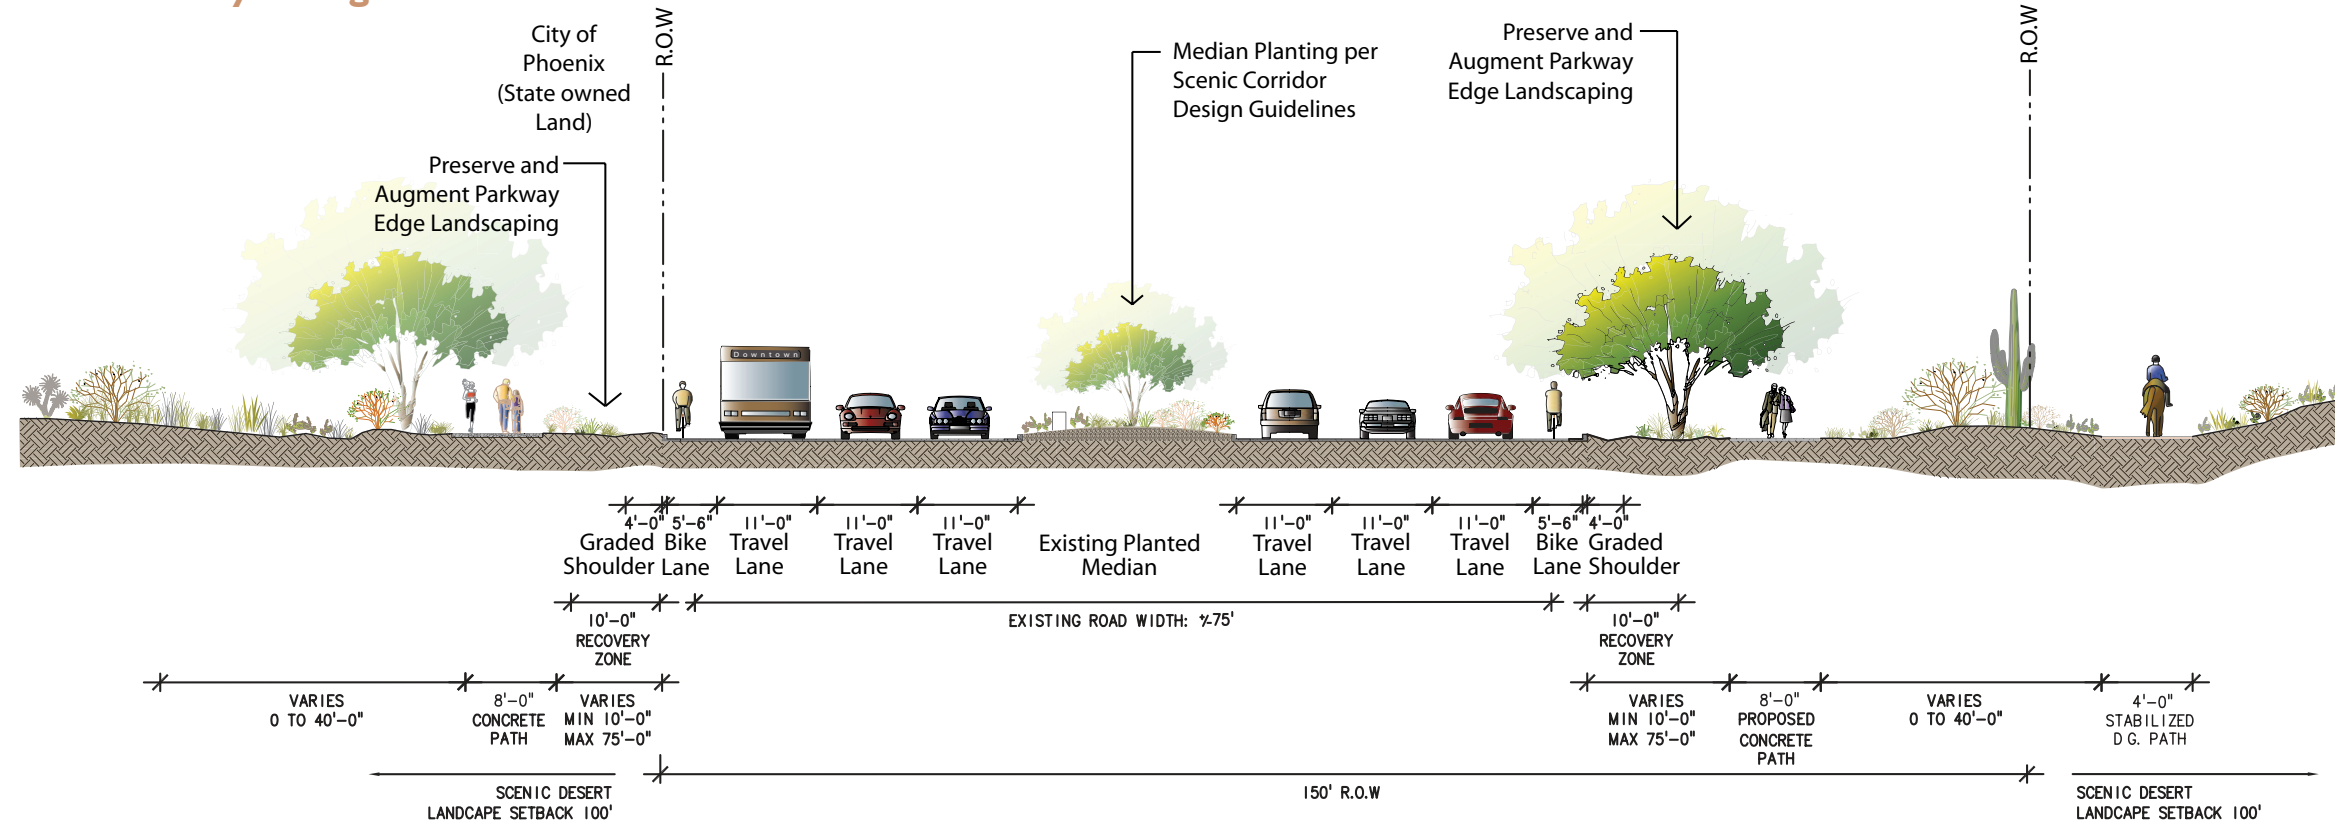 City of
Phoenix
(State owned
Land)
R.O.W
Preserve and
Augment Parkway
Edge Landscaping
Median Planting per
Scenic Corridor
Design Guidelines
Preserve and
Augment Parkway
Edge Landscaping
R.O.W
Downtown
4'-0"
Graded
Shoulder
5'-6"
Bike
Lane
11'-0"
Travel
Lane
11'-0"
Travel
Lane
11'-0"
Travel
Lane
Existing Planted
Median
11'-0"
Travel
Lane
11'-0"
Travel
Lane
11'-0"
Travel
Lane
5'-6"
Bike
Lane
4'-0"
Graded
Shoulder
10'-0"
RECOVERY
ZONE
EXISTING ROAD WIDTH: +/-75'
10'-0"
RECOVERY
ZONE
VARIES
0 TO 40'-0"
8'-0"
CONCRETE
PATH
VARIES
MIN 10'-0"
MAX 75'-0"
VARIES
MIN 10'-0"
MAX 75'-0"
8'-0"
PROPOSED
CONCRETE
PATH
VARIES
0 TO 40'-0"
4'-0"
STABILIZED
D G. PATH
SCENIC DESERT
LANDCAPE SETBACK 100'
150' R.O.W
SCENIC DESERT
LANDCAPE SETBACK 100'